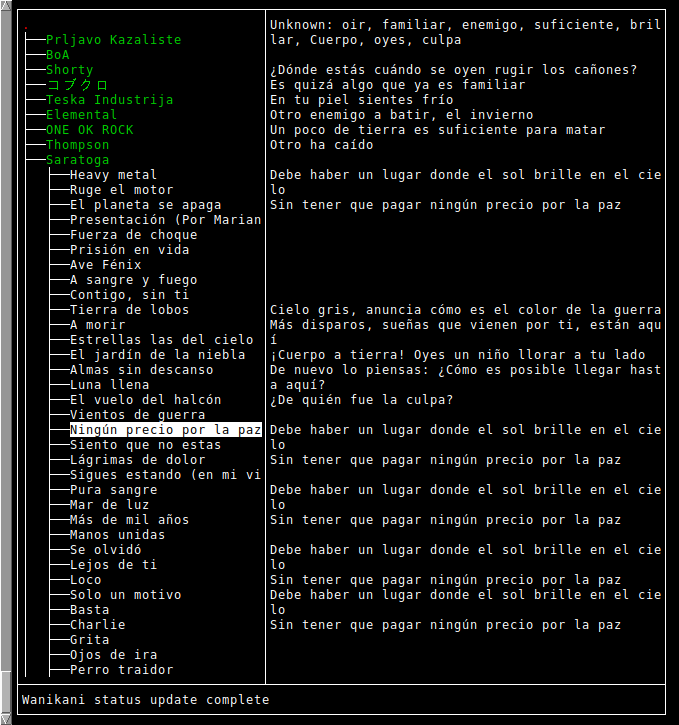 .
Prljavo Kazaliste
BoA
Shorty
コブクロ
Teska Industrija
Elemental
ONE OK ROCK
Thompson
Saratoga
Heavy metal
Ruge el motor
El planeta se apaga
Presentación (Por Marian
Fuerza de choque
Prisión en vida
Ave Fénix
A sangre y fuego
Contigo, sin ti
Tierra de lobos
A morir
Estrellas las del cielo
El jardín de la niebla
Almas sin descanso
Luna llena
El vuelo del halcón
Vientos de guerra
Ningún precio por la paz
Siento que no estas
Lágrimas de dolor
Sigues estando (en mi vi
Pura sangre
Mar de luz
Más de mil años
Manos unidas
Se olvidó
Lejos de ti
Loco
Solo un motivo
Basta
Charlie
Grita
Ojos de ira
Perro traidor
Unknown: oir, familiar, enemigo, suficiente, bril
lar, Cuerpo, oyes, culpa
¿Dónde estás cuándo se oyen rugir los cañones?
Es quizá algo que ya es familiar
En tu piel sientes frío
Otro enemigo a batir, el invierno
Un poco de tierra es suficiente para matar
Otro ha caído
Debe haber un lugar donde el sol brille en el cie
lo
Sin tener que pagar ningún precio por la paz
Cielo gris, anuncia cómo es el color de la guerra
Más disparos, sueñas que vienen por ti, están aqu
í
¡Cuerpo a tierra! Oyes un niño llorar a tu lado
De nuevo lo piensas: ¿Cómo es posible llegar hast
a aquí?
¿De quién fue la culpa?
Debe haber un lugar donde el sol brille en el cie
lo
Sin tener que pagar ningún precio por la paz
Debe haber un lugar donde el sol brille en el cie
lo
Sin tener que pagar ningún precio por la paz
Debe haber un lugar donde el sol brille en el cie
lo
Sin tener que pagar ningún precio por la paz
Debe haber un lugar donde el sol brille en el cie
lo
Sin tener que pagar ningún precio por la paz
Wanikani status update complete